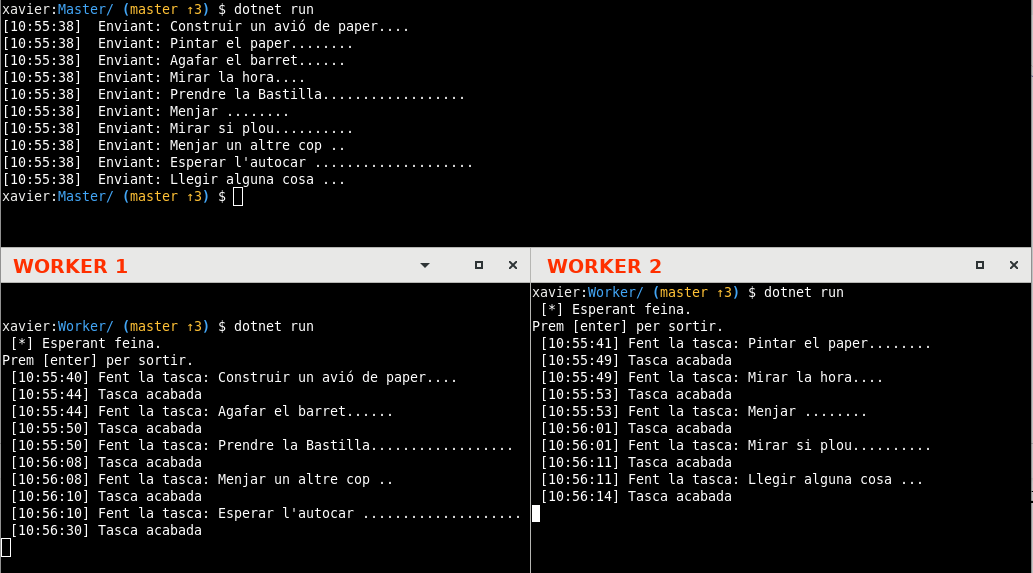 xavier:Master/ (master ↑3) $ dotnet run
[10:55:38]  Enviant: Construir un avió de paper....
[10:55:38]  Enviant: Pintar el paper........
[10:55:38]  Enviant: Agafar el barret......
[10:55:38]  Enviant: Mirar la hora....
[10:55:38]  Enviant: Prendre la Bastilla..................
[10:55:38]  Enviant: Menjar ........
[10:55:38]  Enviant: Mirar si plou..........
[10:55:38]  Enviant: Menjar un altre cop ..
[10:55:38]  Enviant: Esperar l'autocar ....................
[10:55:38]  Enviant: Llegir alguna cosa ...
xavier:Master/ (master ↑3) $
WORKER 1
xavier:Worker/ (master ↑3) $ dotnet run
[*] Esperant feina.
Prem [enter] per sortir.
[10:55:40] Fent la tasca: Construir un avió de paper....
[10:55:44] Tasca acabada
[10:55:44] Fent la tasca: Agafar el barret......
[10:55:50] Tasca acabada
[10:55:50] Fent la tasca: Prendre la Bastilla..................
[10:56:08] Tasca acabada
[10:56:08] Fent la tasca: Menjar un altre cop ..
[10:56:10] Tasca acabada
[10:56:10] Fent la tasca: Esperar l'autocar ....................
[10:56:30] Tasca acabada
WORKER 2
xavier:Worker/ (master ↑3) $ dotnet run
[*] Esperant feina.
Prem [enter] per sortir.
[10:55:41] Fent la tasca: Pintar el paper........
[10:55:49] Tasca acabada
[10:55:49] Fent la tasca: Mirar la hora....
[10:55:53] Tasca acabada
[10:55:53] Fent la tasca: Menjar ........
[10:56:01] Tasca acabada
[10:56:01] Fent la tasca: Mirar si plou..........
[10:56:11] Tasca acabada
[10:56:11] Fent la tasca: Llegir alguna cosa ...
[10:56:14] Tasca acabada